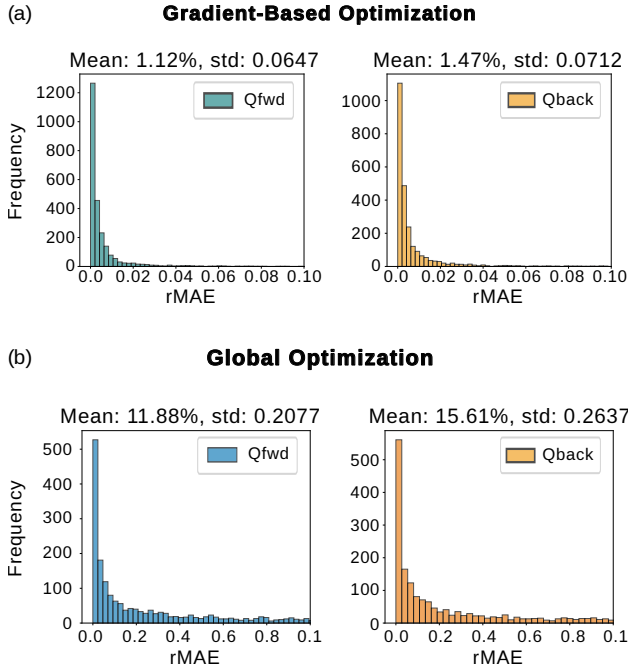 (a) Gradient-Based Optimization
Mean: 1.12%, std: 0.0647
Qfwd
Frequency
1200
1000
800
600
400
200
0
0.0 0.02 0.04 0.06 0.08 0.10
rMAE
Mean: 1.47%, std: 0.0712
Qback
1000
800
600
400
200
0
0.0 0.02 0.04 0.06 0.08 0.10
rMAE
(b) Global Optimization
Mean: 11.88%, std: 0.2077
Qfwd
Frequency
500
400
300
200
100
0
0.0 0.2 0.4 0.6 0.8 0.1
rMAE
Mean: 15.61%, std: 0.2637
Qback
500
400
300
200
100
0
0.0 0.2 0.4 0.6 0.8 0.1
rMAE